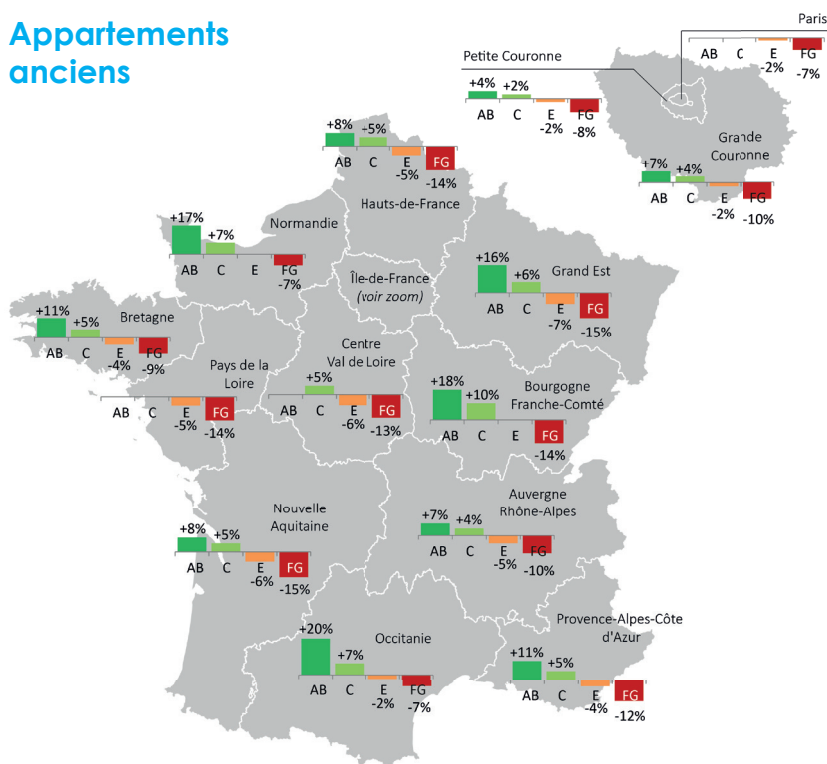 Appartements
anciens
Paris
AB C E FG
-2% -7%
Petite Couronne
+4% +2%
AB C E FG
-2% -8%
Grande
Couronne
+7% +4%
AB C E FG
-2% -10%
+8% +5%
AB C E FG
-5% -14%
Hauts-de-France
Normandie
+17% +7%
AB C E FG
-7%
Île-de-France
(voir zoom)
+16% +6%
Grand Est
AB C E FG
-7% -15%
Bretagne
+11% +5%
AB C E FG
-4% -9%
Pays de la
Loire
AB C E FG
-5% -14%
Centre
Val de Loire
+5%
AB C E FG
-6% -13%
Bourgogne
Franche-Comté
+18% +10%
AB C E FG
-14%
Nouvelle
Aquitaine
+8% +5%
AB C E FG
-6% -15%
Auvergne
Rhône-Alpes
+7% +4%
AB C E FG
-5% -10%
Occitanie
+20% +7%
AB C E FG
-2% -7%
Provence-Alpes-Côte
d'Azur
+11% +5%
AB C E FG
-4% -12%